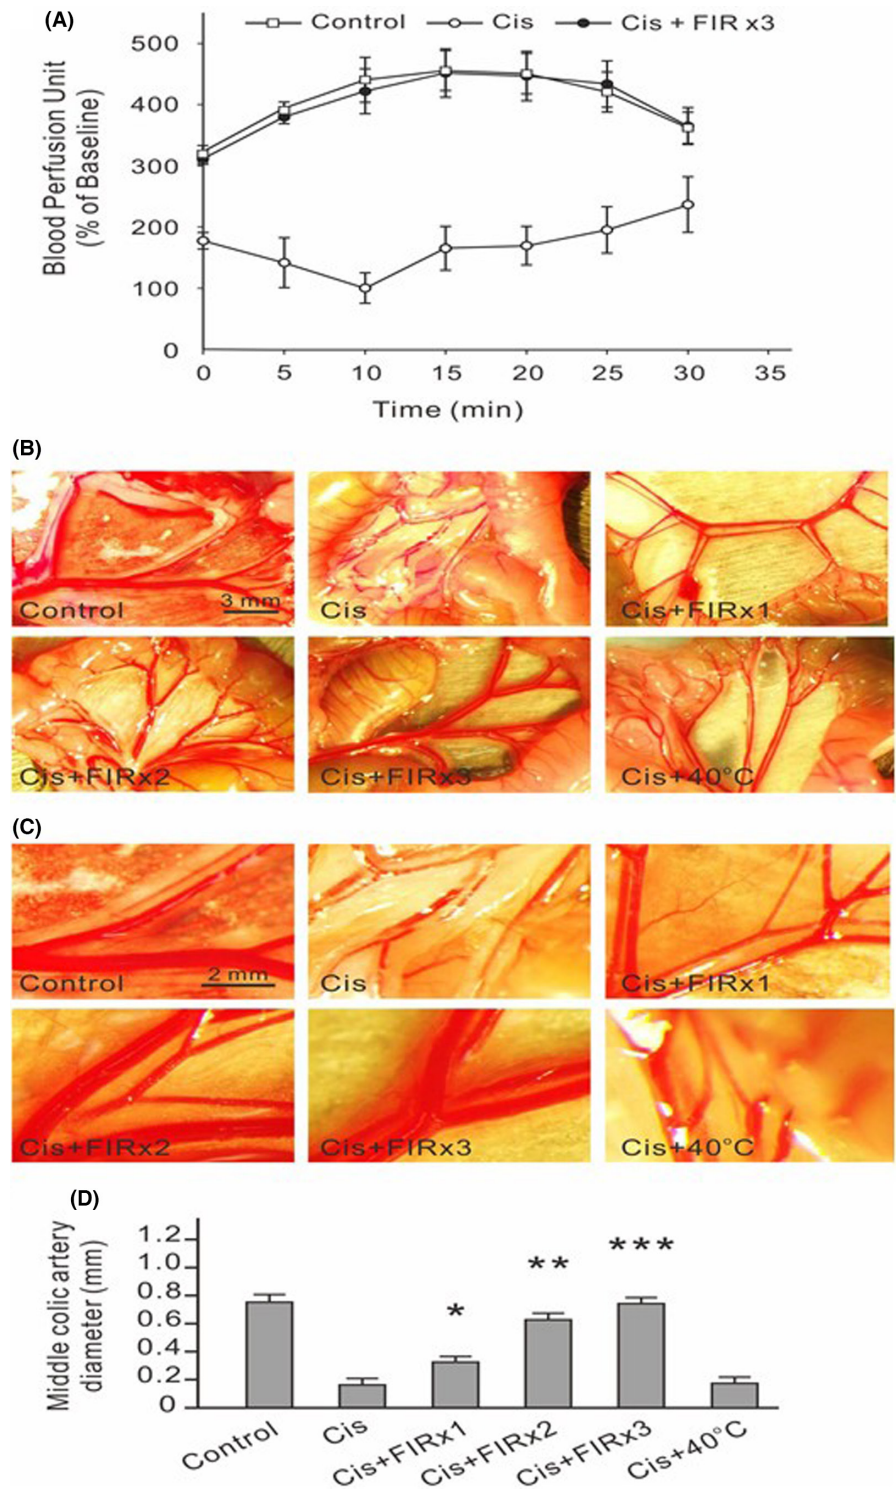 (A)
Control Cis Cis + FIR x3
Blood Perfusion Unit
(% of Baseline)
500
400
300
200
100
0
0 5 10 15 20 25 30 35
Time (min)
(B)
Control 3 mm Cis Cis+FIRx1
Cis+FIRx2 Cis+FIRx3 Cis+40°C
(C)
Control 2 mm Cis Cis+FIRx1
Cis+FIRx2 Cis+FIRx3 Cis+40°C
(D)
Middle colic artery
diameter (mm)
1.2
1.0
0.8
0.6
0.4
0.2
0
* ** ***
Control Cis Cis+FIRx1 Cis+FIRx2 Cis+FIRx3 Cis+40°C